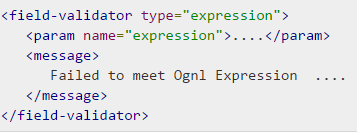 <field-validator type="expression">
<param name="expression">....</param>
<message>
Failed to meet Ognl Expression  ....
</message>
</field-validator>